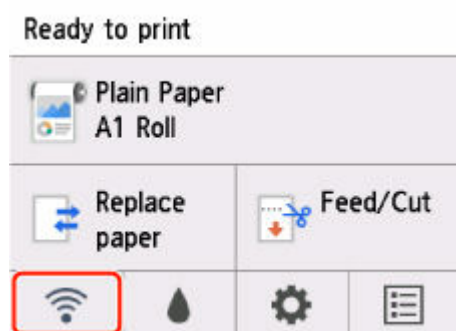 Ready to print
Plain Paper
A1 Roll
Replace
paper
Feed/Cut